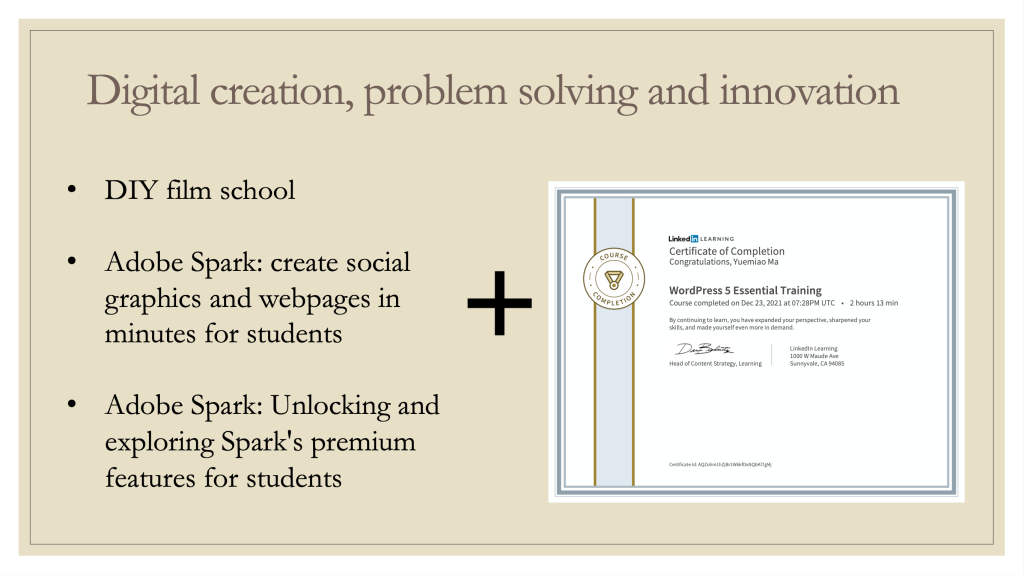 Digital creation, problem solving and innovation
• DIY film school
• Adobe Spark: create social
graphics and webpages in
minutes for students
• Adobe Spark: Unlocking and
exploring Spark's premium
features for students
+
COURSE
COMPLETION
Linked in LEARNING
Certificate of Completion
Congratulations, Yuemiao Ma
WordPress 5 Essential Training
Course completed on Dec 23, 2021 at 07:28PM UTC • 2 hours 13 min
By continuing to learn, you have expanded your perspective, sharpened your
skills, and made yourself even more in demand.
Head of Content Strategy, Learning
LinkedIn Learning
1000 W Maude Ave
Sunnyvale, CA 94085
Certificate Id: